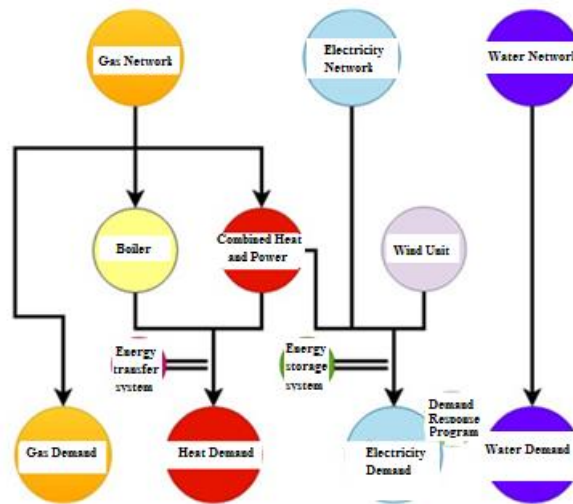 Gas Network
Electricity
Network
Water Network
Boiler
Combined Heat
and Power
Wind Unit
Energy
transfer
system
Energy
storage
system
Demand
Response
Program
Gas Demand
Heat Demand
Electricity
Demand
Water Demand